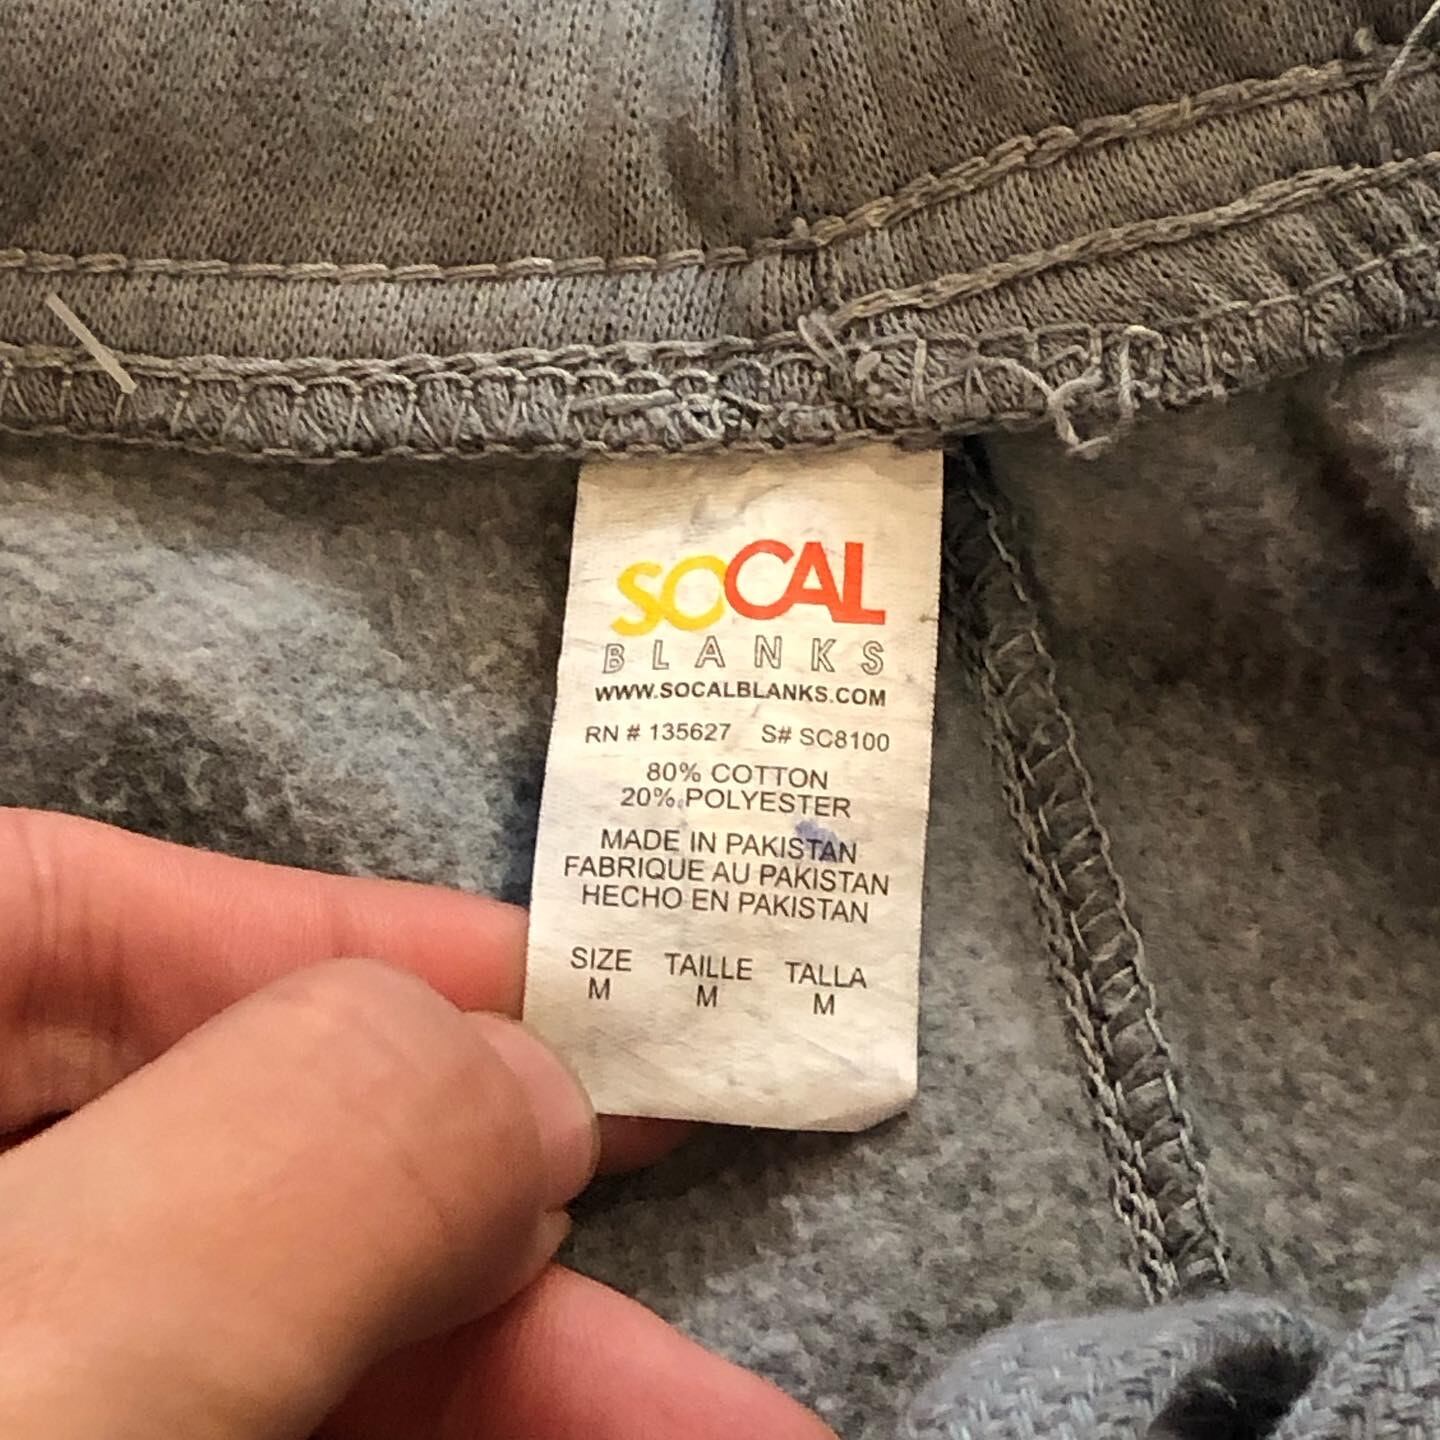 SOCAL
BLANKS
WWW.SOCALBLANKS.COM
RN # 135627 S# SC8100
80% COTTON
20% POLYESTER
MADE IN PAKISTAN
FABRIQUE AU PAKISTAN
HECHO EN PAKISTAN
SIZE TAILLE TALLA
M M M